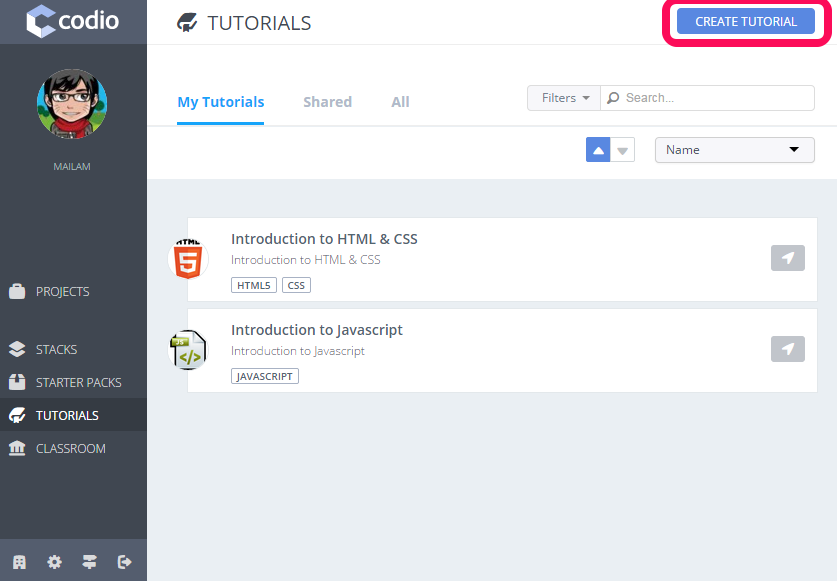 codio
TUTORIALS
CREATE TUTORIAL
MAILAM
My Tutorials
Shared
All
Filters
Search...
Name
PROJECTS
STACKS
STARTER PACKS
TUTORIALS
CLASSROOM
HTML
5
Introduction to HTML & CSS
Introduction to HTML & CSS
HTML5
CSS
JS
</>
Introduction to Javascript
Introduction to Javascript
JAVASCRIPT